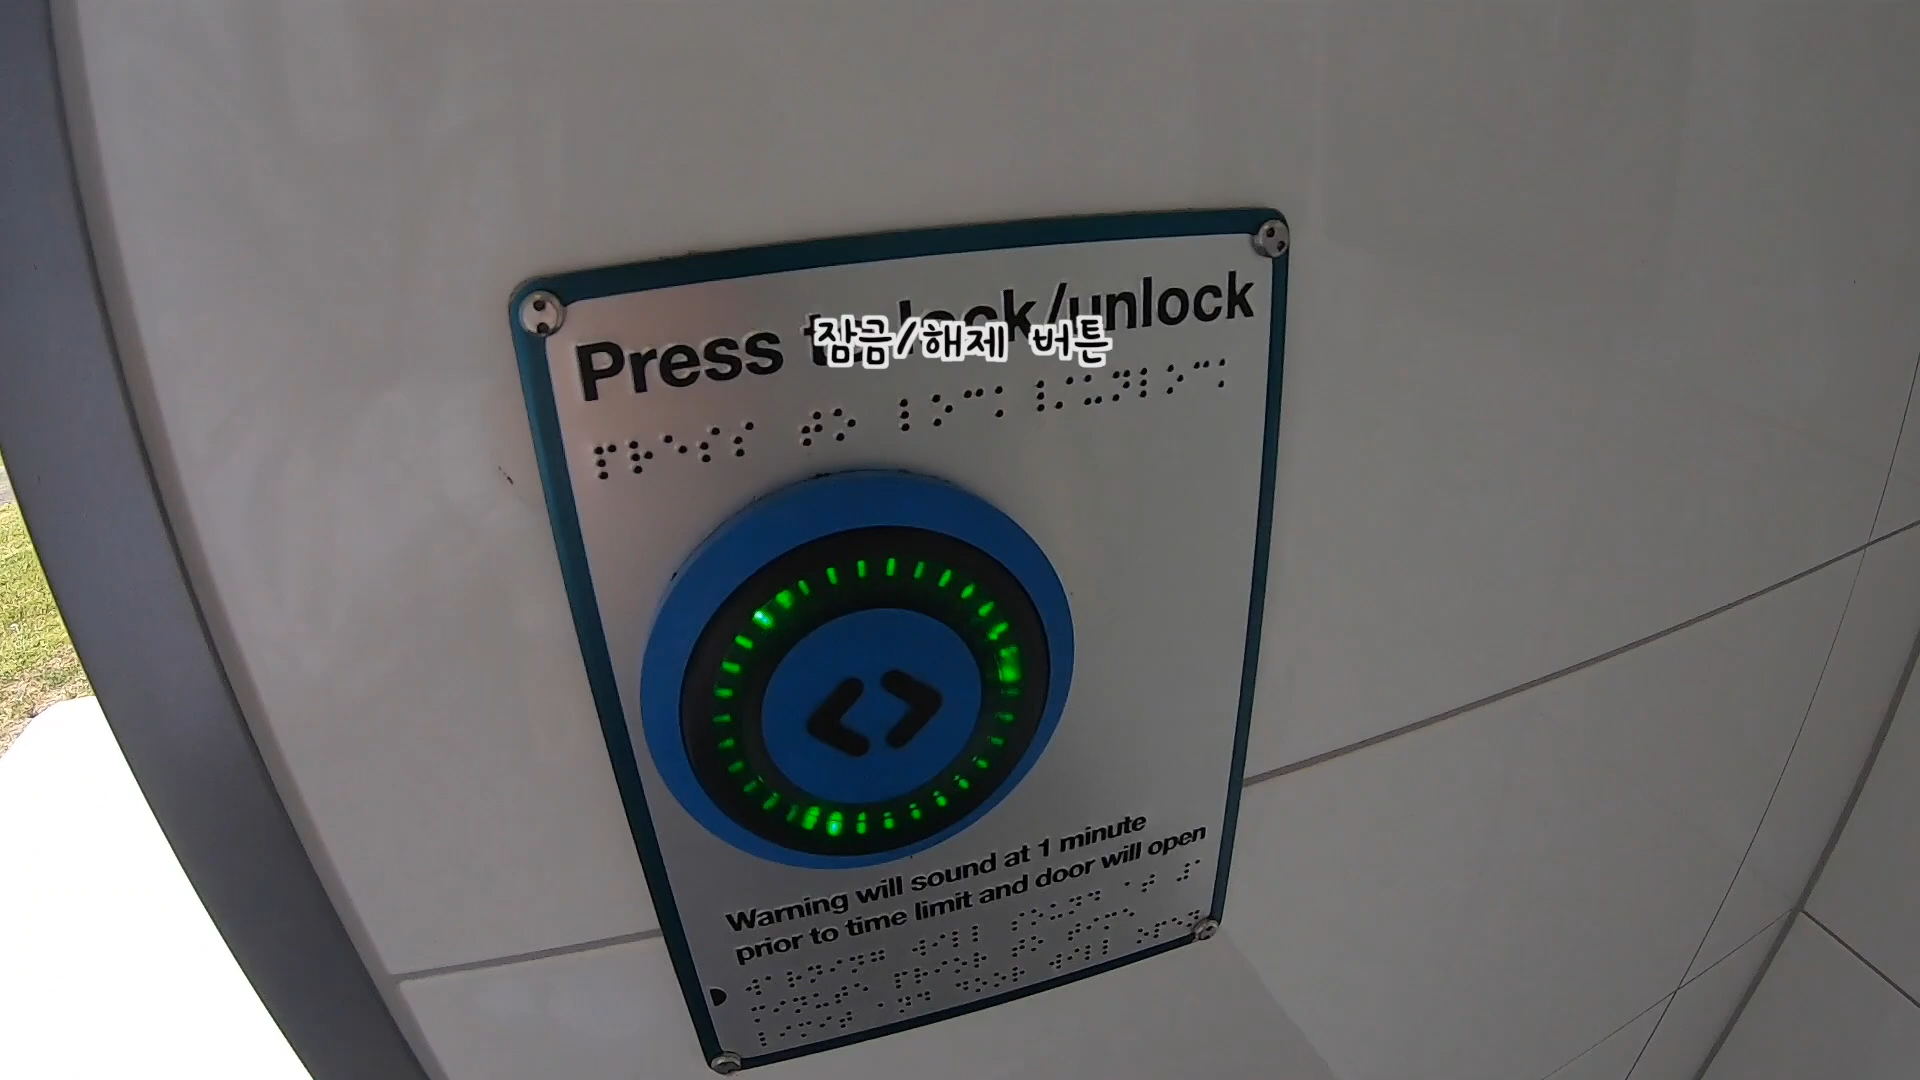 Press to lock/unlock
잠금/해제 버튼
Warning will sound at 1 minute
prior to time limit and door will open